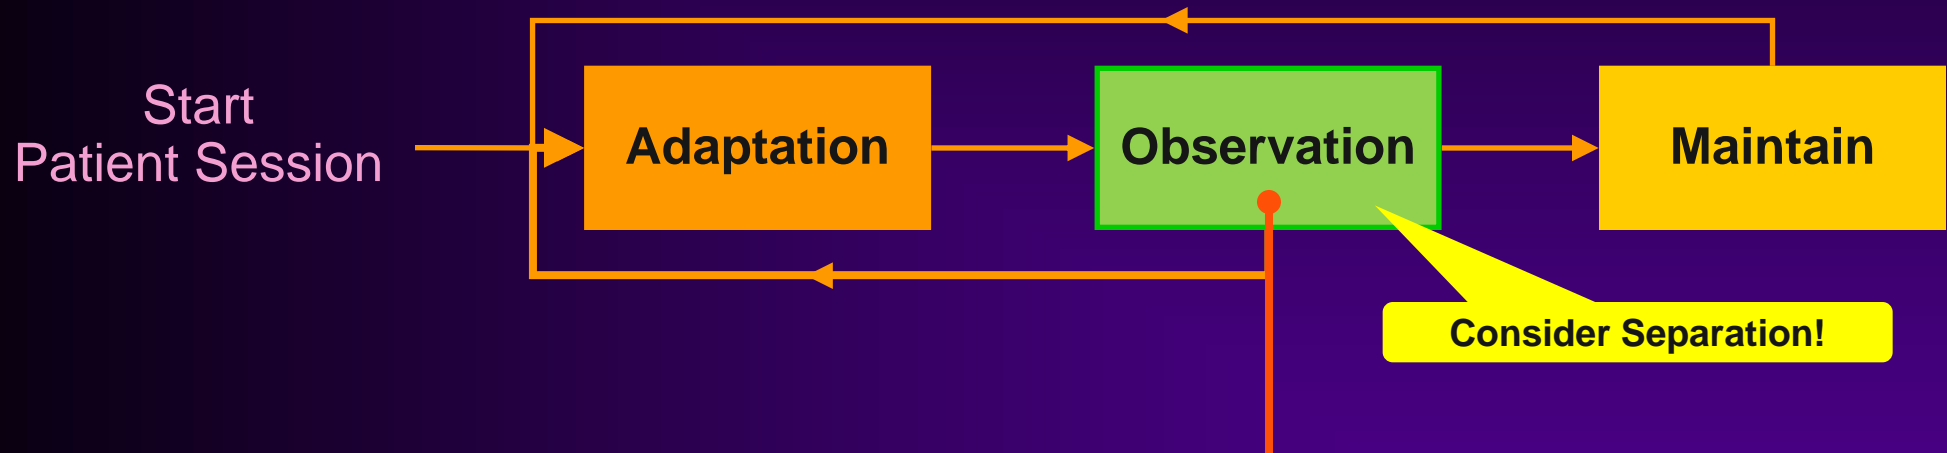 Start
Patient Session
Adaptation
Observation
Maintain
Consider Separation!